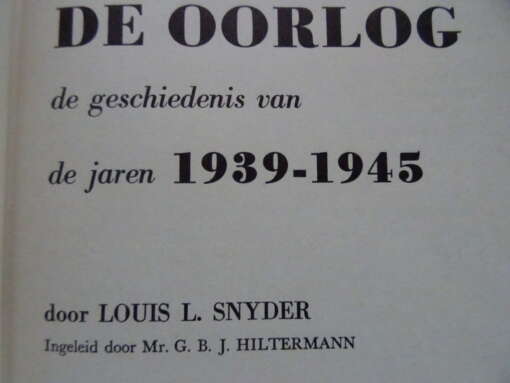 DE OORLOG
de geschiedenis van
de jaren 1939-1945
door LOUIS L. SNYDER
Ingeleid door Mr. G. B. J. HILTERMANN